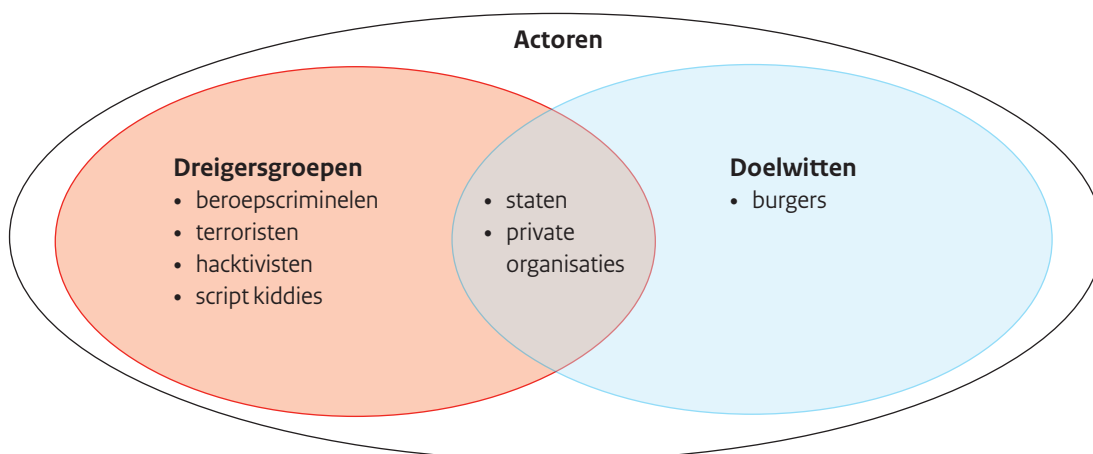 Actoren
Dreigersgroepen
• beroepscriminelen
• terroristen
• hacktivisten
• script kiddies
• staten
• private
organisaties
Doelwitten
• burgers